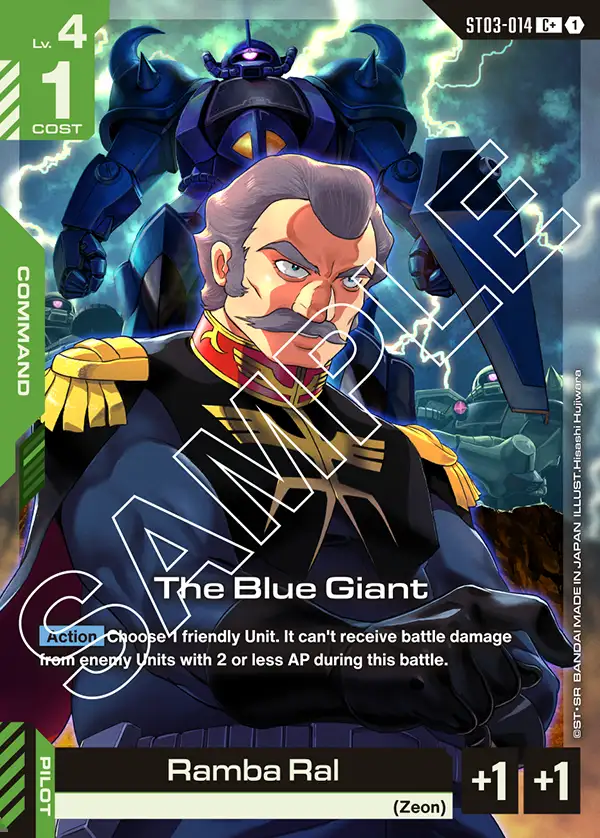 Lv. 4
ST03-014 C+ 1
1
COST
COMMAND
SAMPLE
The Blue Giant
Action Choose 1 friendly Unit. It can't receive battle damage
from enemy Units with 2 or less AP during this battle.
©ST・SR BANDAI MADE IN JAPAN ILLUST.Hisashi Hujiwara
PILOT
Ramba Ral
+1 +1
(Zeon)